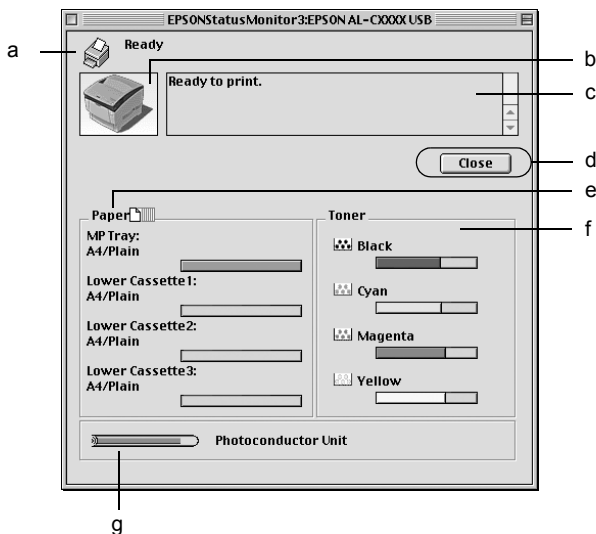 EPSONStatusMonitor3:EPSON AL-CXXXX USB
a
Ready
b
Ready to print.
c
Close
d
e
Paper
Toner
f
MP Tray:
A4/Plain
Black
Lower Cassette1:
A4/Plain
Cyan
Lower Cassette2:
A4/Plain
Magenta
Lower Cassette3:
A4/Plain
Yellow
Photoconductor Unit
g